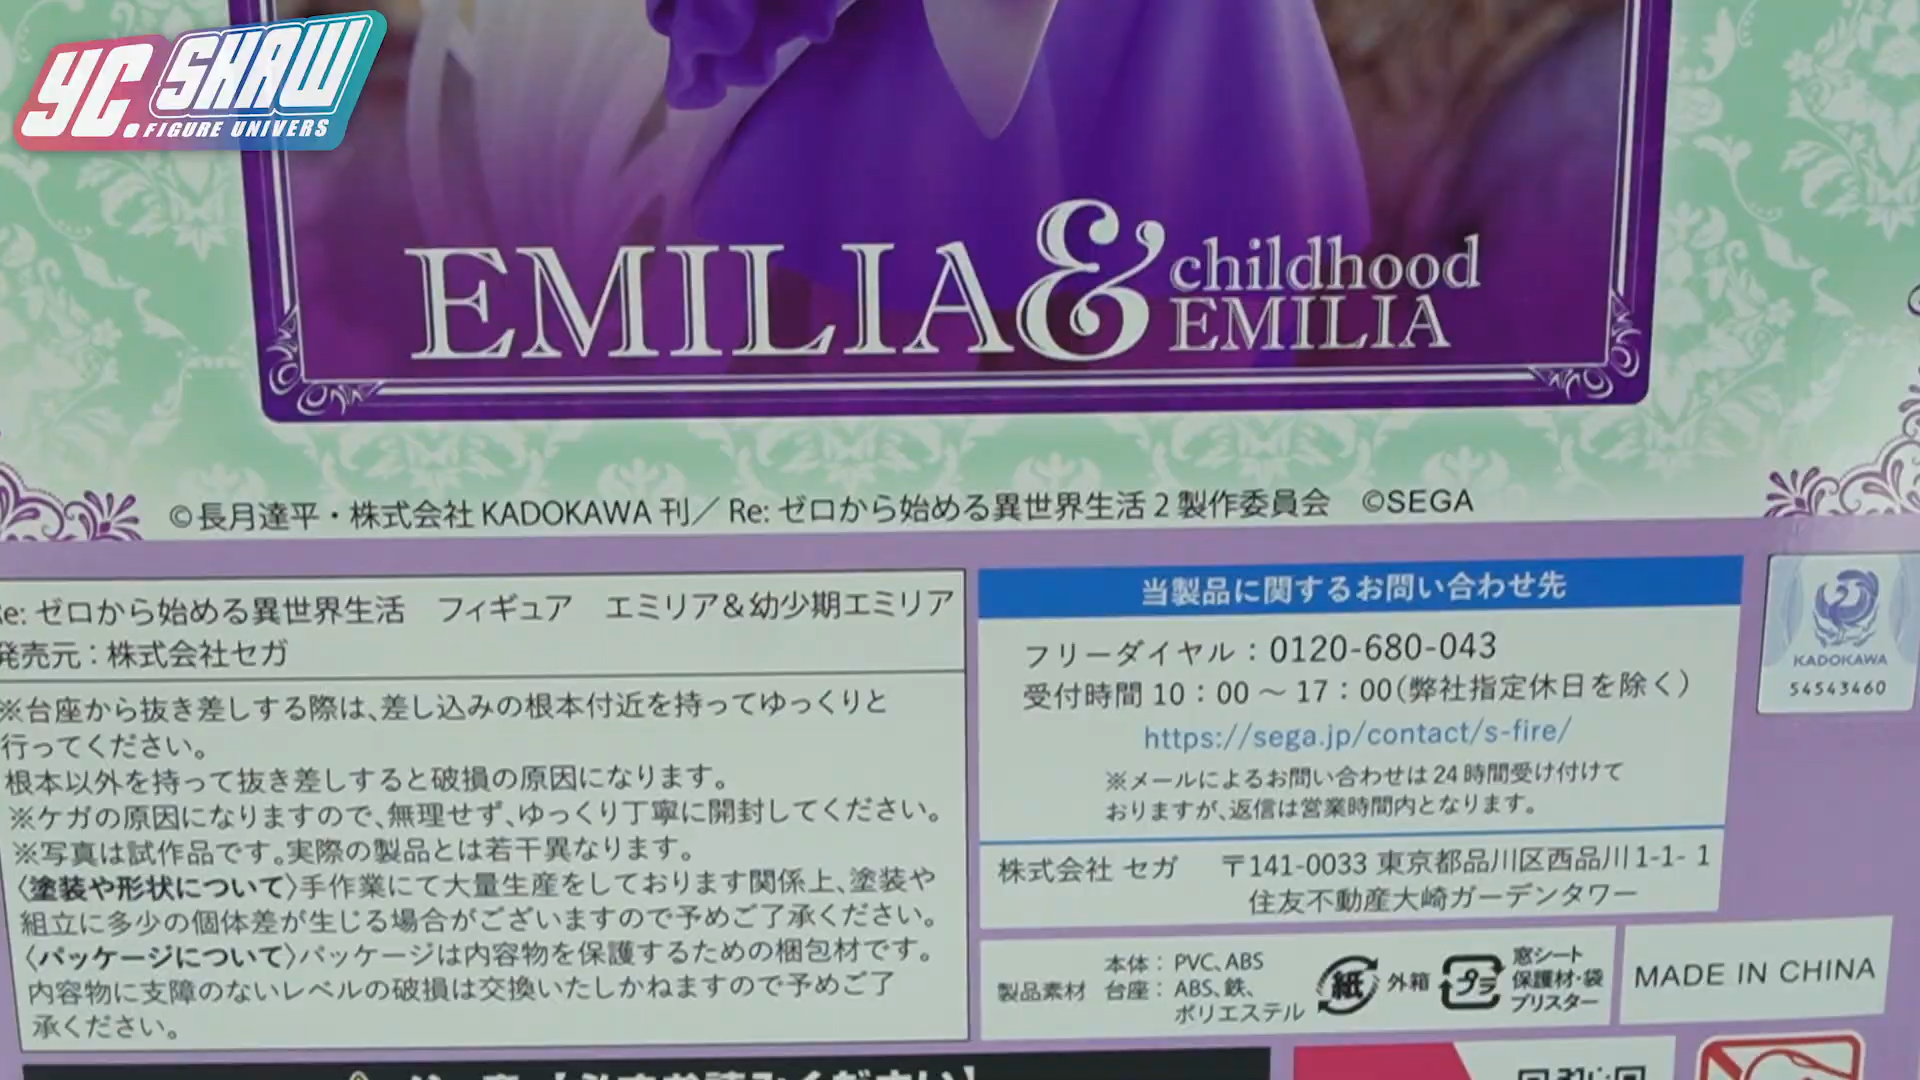 YC.SHAW
FIGURE UNIVERS
EMILIA & childhood EMILIA
©長月達平・株式会社KADOKAWA刊／Re:ゼロから始める異世界生活2製作委員会　©SEGA
Re:ゼロから始める異世界生活　フィギュア　エミリア&幼少期エミリア
発売元：株式会社セガ
※台座から抜き差しする際は、差し込みの根本付近を持ってゆっくりと
行ってください。
根本以外を持って抜き差しすると破損の原因になります。
※ケガの原因になりますので、無理せず、ゆっくり丁寧に開封してください。
※写真は試作品です。実際の製品とは若干異なります。
〈塗装や形状について〉手作業にて大量生産をしております関係上、塗装や
組立に多少の個体差が生じる場合がございますので予めご了承ください。
〈パッケージについて〉パッケージは内容物を保護するための梱包材です。
内容物に支障のないレベルの破損は交換いたしかねますので予めご了
承ください。
当製品に関するお問い合わせ先
フリーダイヤル：0120-680-043
受付時間 10：00〜17：00(弊社指定休日を除く)
https://sega.jp/contact/s-fire/
※メールによるお問い合わせは24時間受け付けて
おりますが、返信は営業時間内となります。
株式会社 セガ　〒141-0033 東京都品川区西品川1-1-1
住友不動産大崎ガーデンタワー
製品素材
本体：PVC、ABS
台座：ABS、鉄、
ポリエステル
紙 外箱
プラ 窓シート
保護材・袋
ブリスター
MADE IN CHINA
KADOKAWA
54543460